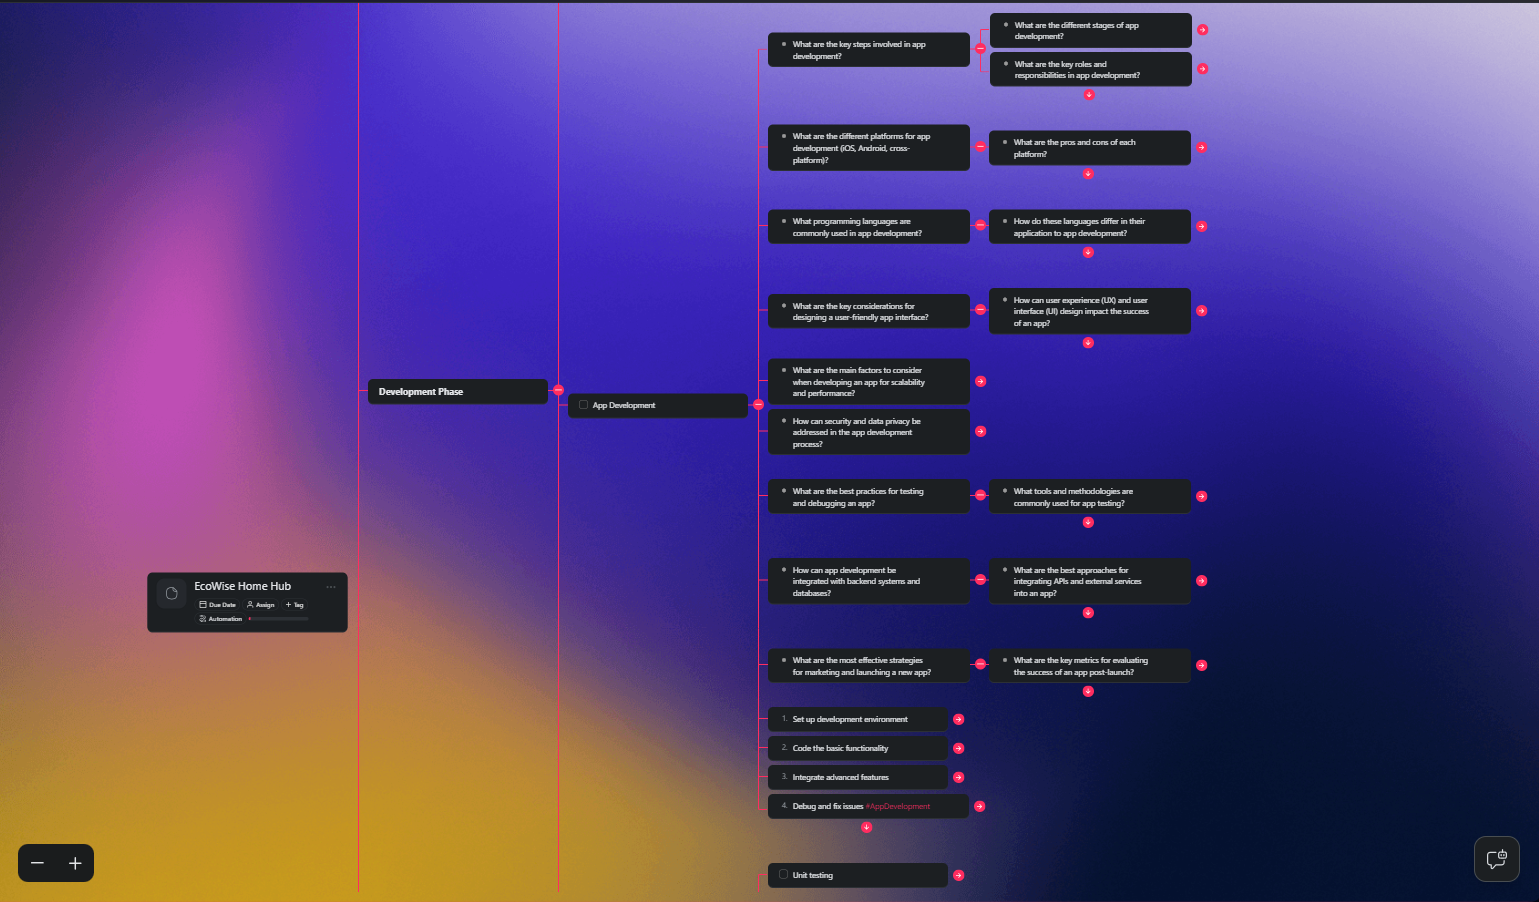 What are the key steps involved in app
development?
What are the different stages of app
development?
What are the key roles and
responsibilities in app development?
What are the different platforms for app
development (iOS, Android, cross-
platform)?
What are the pros and cons of each
platform?
What programming languages are
commonly used in app development?
How do these languages differ in their
application to app development?
What are the key considerations for
designing a user-friendly app interface?
How can user experience (UX) and user
interface (UI) design impact the success
of an app?
What are the main factors to consider
when developing an app for scalability
and performance?
Development Phase
App Development
How can security and data privacy be
addressed in the app development
process?
What are the best practices for testing
and debugging an app?
What tools and methodologies are
commonly used for app testing?
How can app development be
integrated with backend systems and
databases?
What are the best approaches for
integrating APIs and external services
into an app?
EcoWise Home Hub
Due Date Assign + Tag
Automation
What are the most effective strategies
for marketing and launching a new app?
What are the key metrics for evaluating
the success of an app post-launch?
1. Set up development environment
2. Code the basic functionality
3. Integrate advanced features
4. Debug and fix issues #AppDevelopment
Unit testing